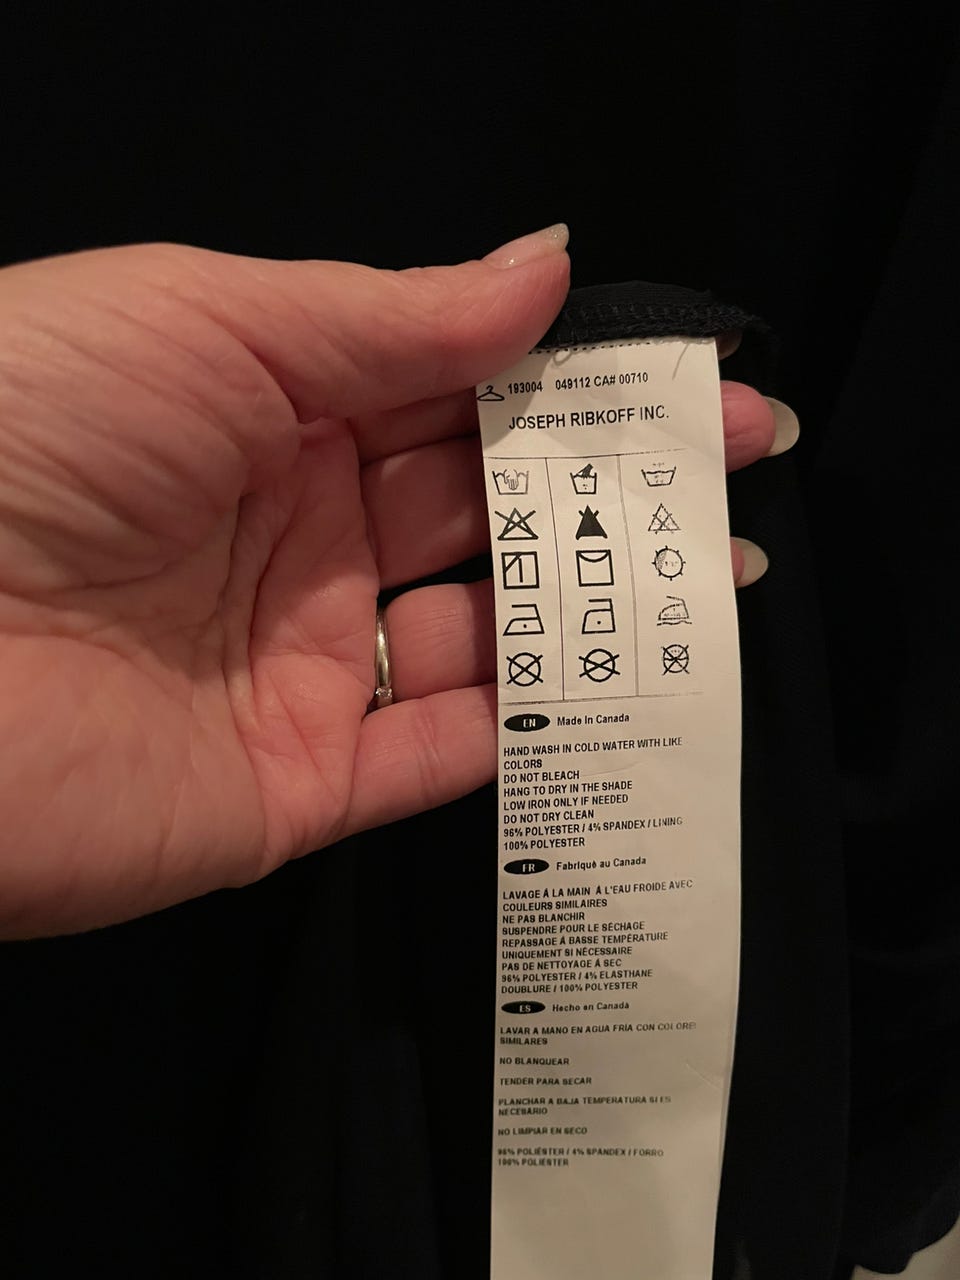 193004 049112 CA# 00710
JOSEPH RIBKOFF INC.
EN Made In Canada
HAND WASH IN COLD WATER WITH LIKE
COLORS
DO NOT BLEACH
HANG TO DRY IN THE SHADE
LOW IRON ONLY IF NEEDED
DO NOT DRY CLEAN
96% POLYESTER / 4% SPANDEX / LINING
100% POLYESTER
FR Fabriqué au Canada
LAVAGE À LA MAIN À L'EAU FROIDE AVEC
COULEURS SIMILAIRES
NE PAS BLANCHIR
SUSPENDRE POUR LE SÉCHAGE
REPASSAGE À BASSE TEMPÉRATURE
UNIQUEMENT SI NÉCESSAIRE
PAS DE NETTOYAGE À SEC
96% POLYESTER / 4% ELASTHANE
DOUBLURE / 100% POLYESTER
ES Hecho en Canadá
LAVAR A MANO EN AGUA FRÍA CON COLORES
SIMILARES
NO BLANQUEAR
TENDER PARA SECAR
PLANCHAR A BAJA TEMPERATURA SI ES
NECESARIO
NO LIMPIAR EN SECO
96% POLIÉSTER / 4% SPANDEX / FORRO
100% POLIÉSTER